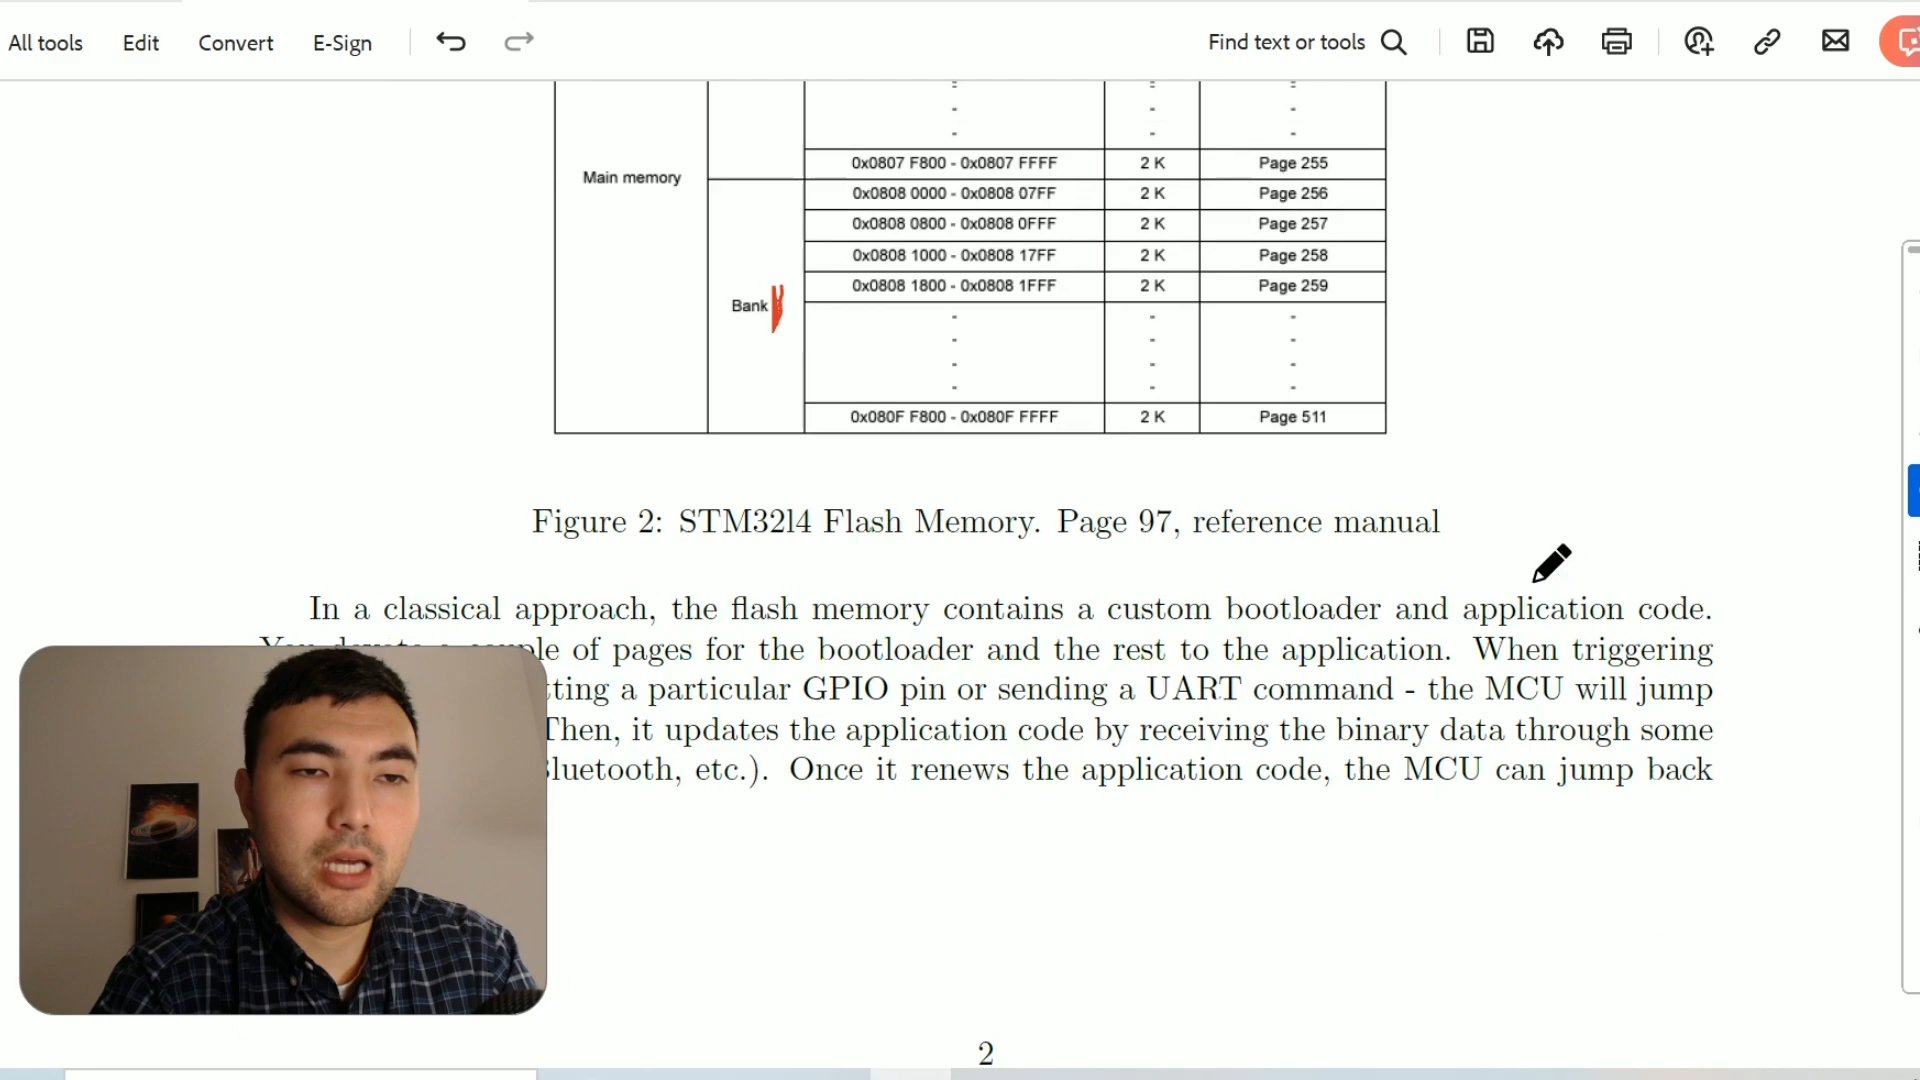 All tools Edit Convert E-Sign Find text or tools
0x0807 F800 - 0x0807 FFFF 2 K Page 255
Main memory
0x0808 0000 - 0x0808 07FF 2 K Page 256
0x0808 0800 - 0x0808 0FFF 2 K Page 257
0x0808 1000 - 0x0808 17FF 2 K Page 258
0x0808 1800 - 0x0808 1FFF 2 K Page 259
Bank
0x080F F800 - 0x080F FFFF 2 K Page 511
Figure 2: STM32l4 Flash Memory. Page 97, reference manual
In a classical approach, the flash memory contains a custom bootloader and application code.
of pages for the bootloader and the rest to the application. When triggering
a particular GPIO pin or sending a UART command - the MCU will jump
Then, it updates the application code by receiving the binary data through some
etc.). Once it renews the application code, the MCU can jump back
2